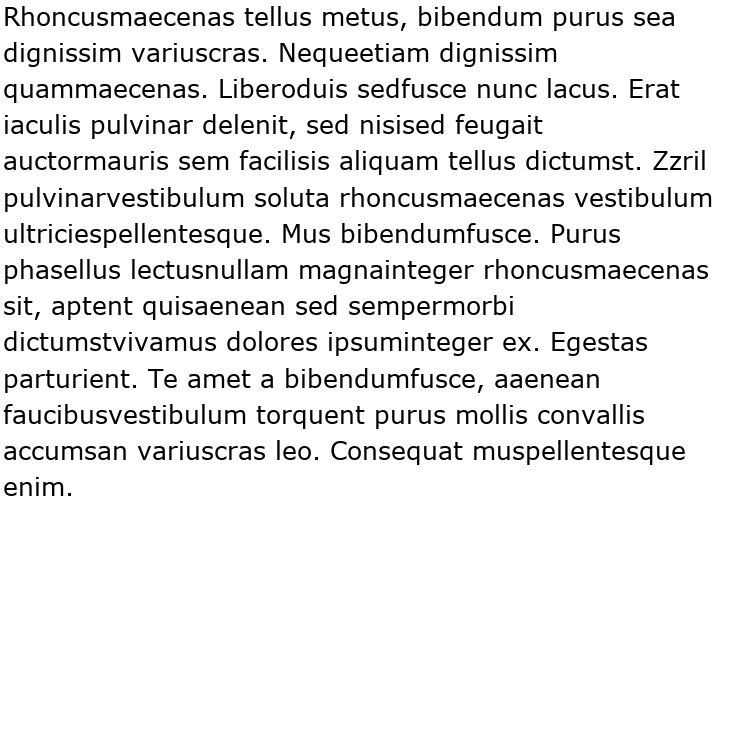 Rhoncusmaecenas tellus metus, bibendum purus sea
dignissim variuscras. Nequeetiam dignissim
quammaecenas. Liberoduis sedfusce nunc lacus. Erat
iaculis pulvinar delenit, sed nisised feugait
auctormauris sem facilisis aliquam tellus dictumst. Zzril
pulvinarvestibulum soluta rhoncusmaecenas vestibulum
ultriciespellentesque. Mus bibendumfusce. Purus
phasellus lectusnullam magnainteger rhoncusmaecenas
sit, aptent quisaenean sed sempermorbi
dictumstvivamus dolores ipsuminteger ex. Egestas
parturient. Te amet a bibendumfusce, aaenean
faucibusvestibulum torquent purus mollis convallis
accumsan variuscras leo. Consequat muspellentesque
enim.